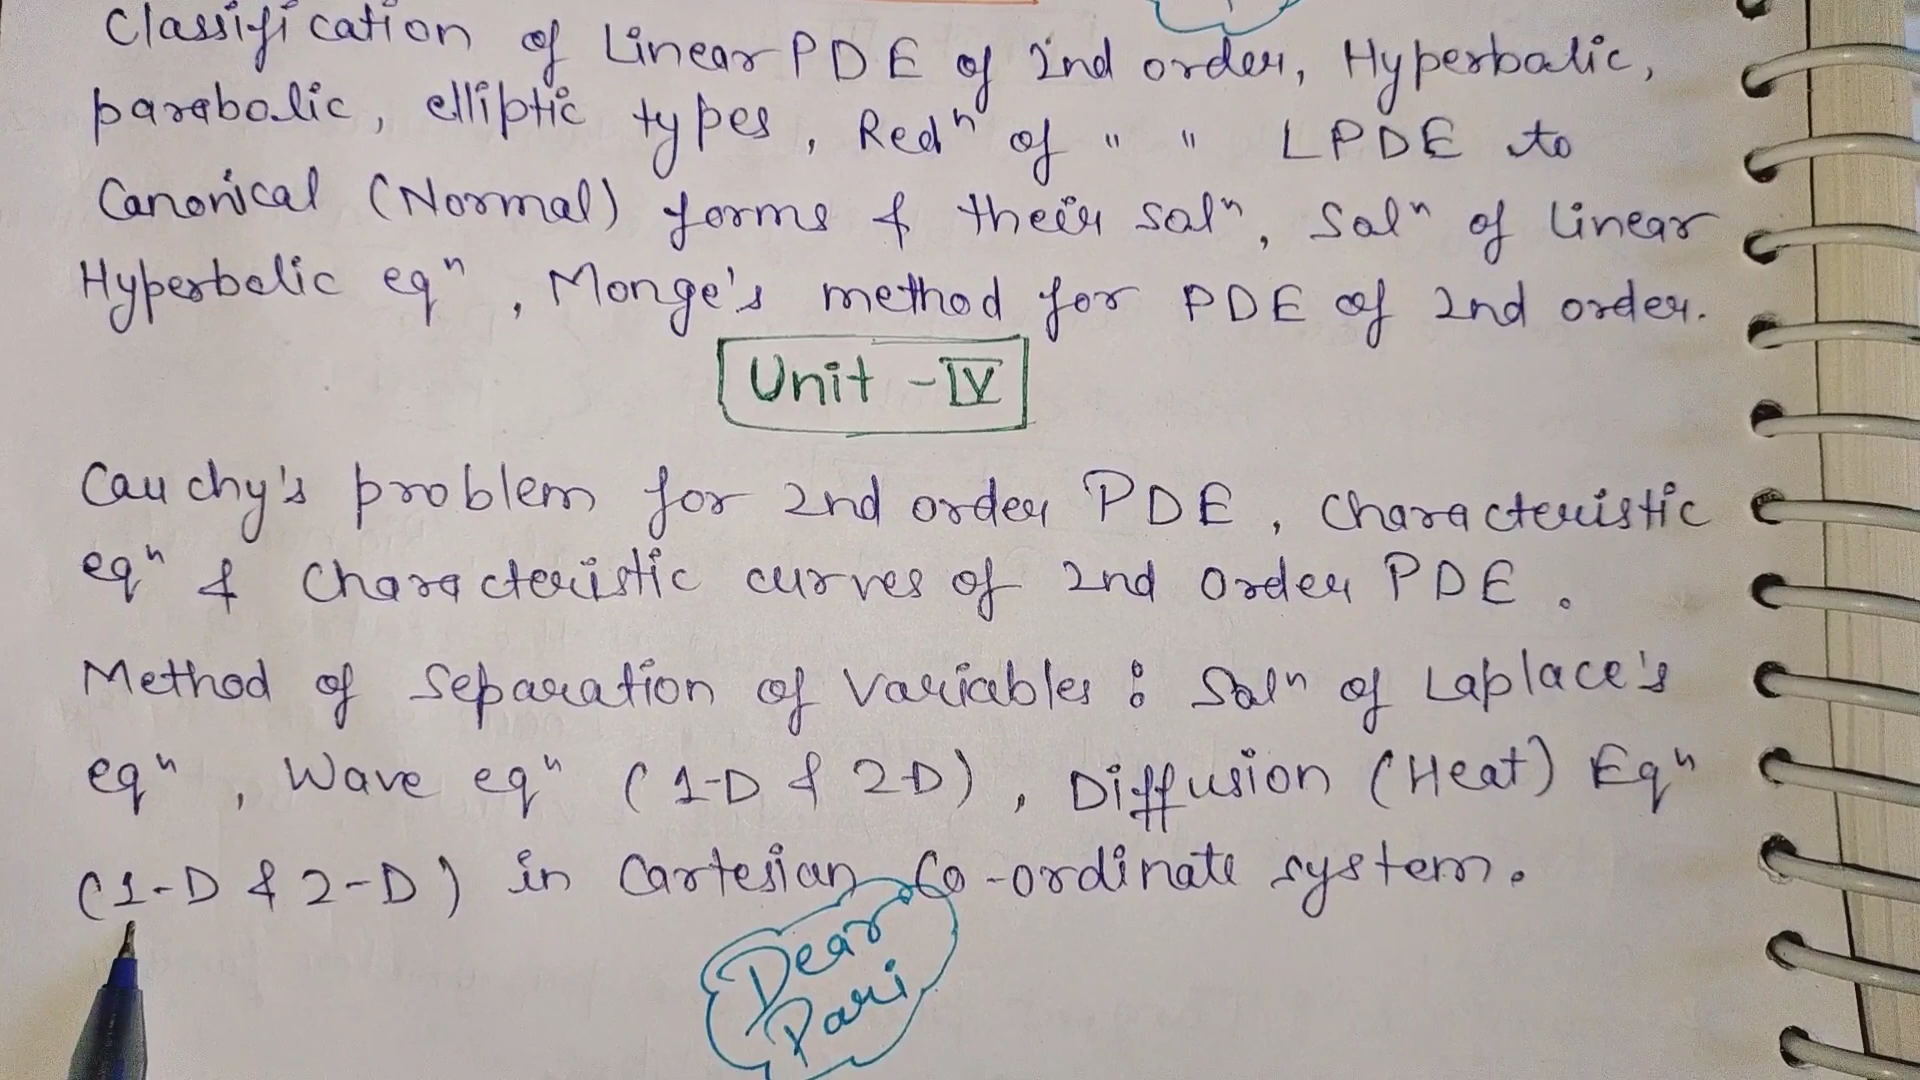 Classification of Linear PDE of 2nd order, Hyperbolic,
parabolic, elliptic types, Redⁿ of " " LPDE to
Canonical (Normal) forms & their solⁿ, Solⁿ of linear
Hyperbolic eqⁿ, Monge's method for PDE of 2nd order.
Unit - IV
Cauchy's problem for 2nd order PDE, Characteristic
eqⁿ & Characteristic curves of 2nd Order PDE.
Method of Separation of Variables : Solⁿ of Laplace's
eqⁿ, Wave eqⁿ (1-D & 2D), Diffusion (Heat) Eqⁿ
(1-D & 2-D) in Cartesian Co-ordinate system.
Dear
Pari